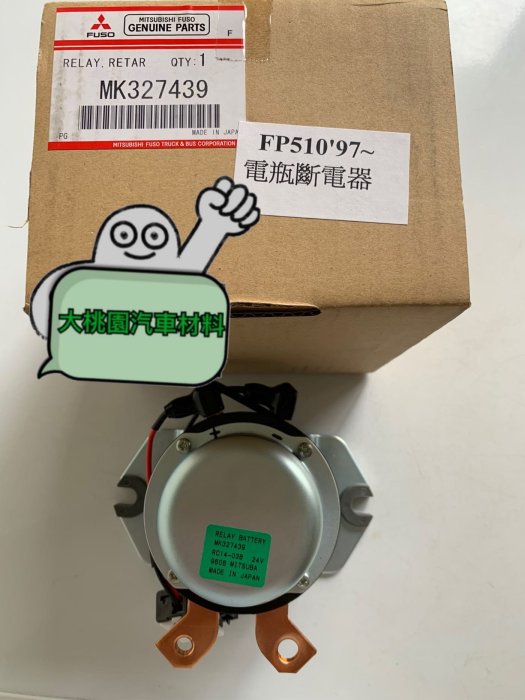 FUSO
MITSUBISHI FUSO
GENUINE PARTS
F
RELAY, RETAR QTY:1
MK327439
PG MADE IN JAPAN
MITSUBISHI FUSO TRUCK & BUS CORPORATION
FP510'97~
電瓶斷電器
大桃園汽車材料
+ -
RELAY BATTERY
MK327439
RC14-03B 24V
9608 MITSUBA
MADE IN JAPAN